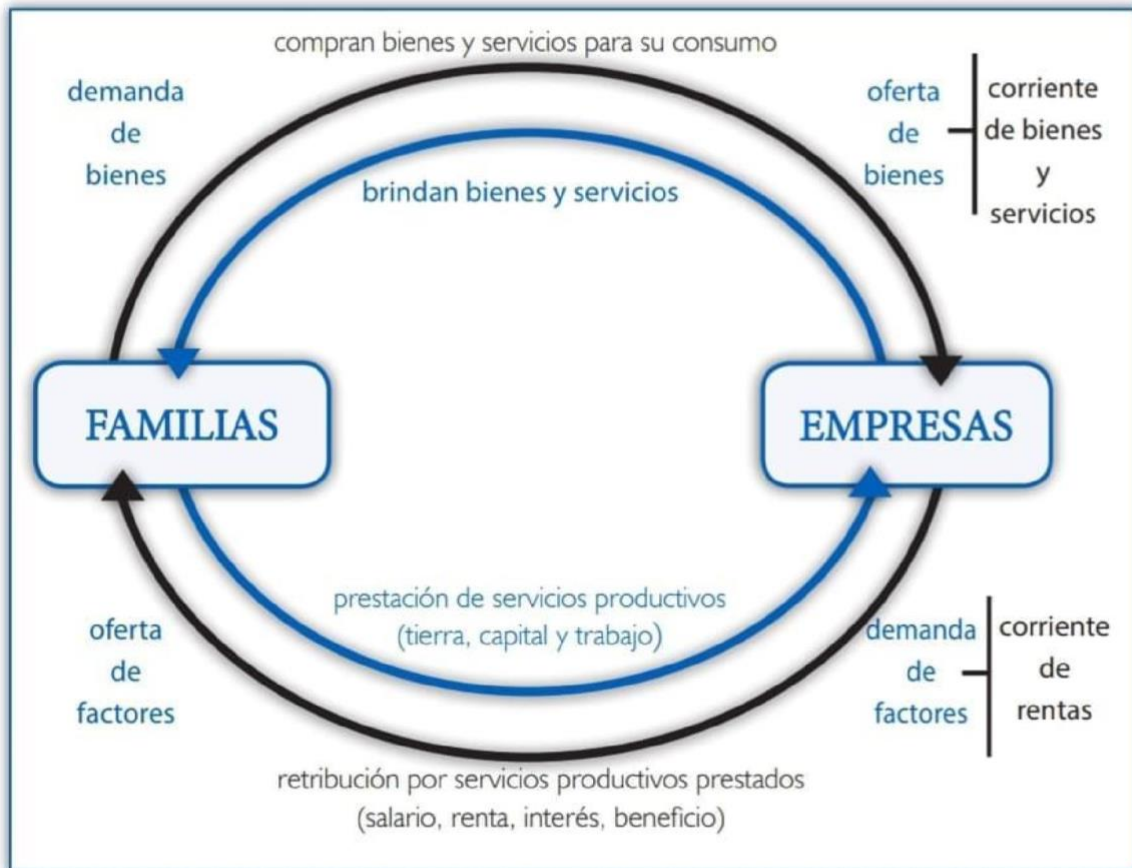 compran bienes y servicios para su consumo
demanda
de
bienes
oferta
de
bienes
corriente
de bienes
y
servicios
brindan bienes y servicios
FAMILIAS
EMPRESAS
prestación de servicios productivos
(tierra, capital y trabajo)
oferta
de
factores
demanda
de
factores
corriente
de
rentas
retribución por servicios productivos prestados
(salario, renta, interés, beneficio)